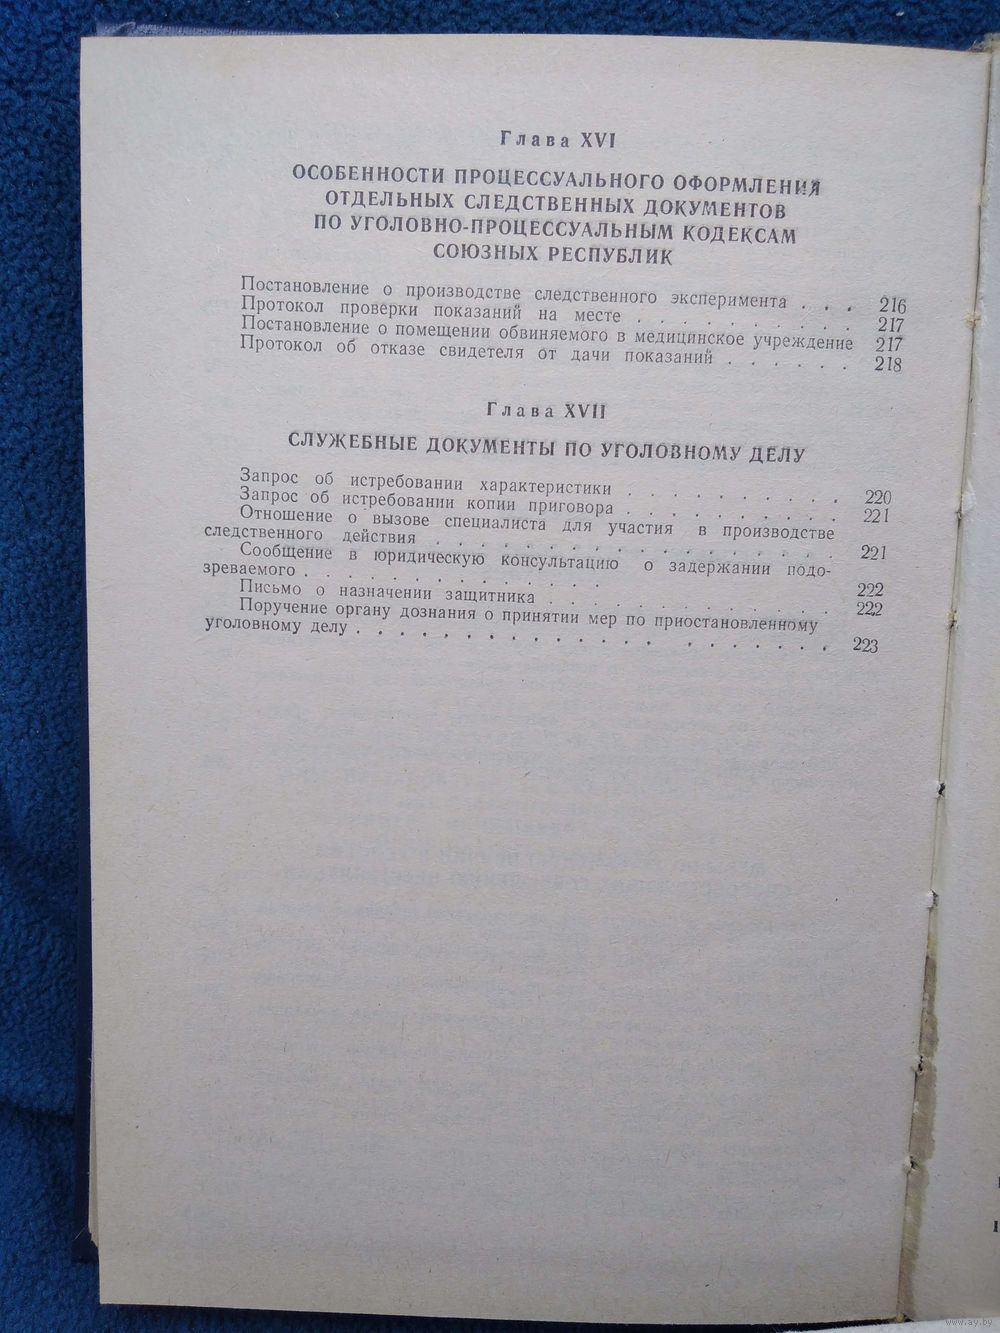 Глава XVI
ОСОБЕННОСТИ ПРОЦЕССУАЛЬНОГО ОФОРМЛЕНИЯ
ОТДЕЛЬНЫХ СЛЕДСТВЕННЫХ ДОКУМЕНТОВ
ПО УГОЛОВНО-ПРОЦЕССУАЛЬНЫМ КОДЕКСАМ
СОЮЗНЫХ РЕСПУБЛИК
Постановление о производстве следственного эксперимента . . . 216
Протокол проверки показаний на месте . . . . . . . . . . 217
Постановление о помещении обвиняемого в медицинское учреждение 217
Протокол об отказе свидетеля от дачи показаний . . . . . . 218
Глава XVII
СЛУЖЕБНЫЕ ДОКУМЕНТЫ ПО УГОЛОВНОМУ ДЕЛУ
Запрос об истребовании характеристики . . . . . . . . . . 220
Запрос об истребовании копии приговора . . . . . . . . . . 221
Отношение о вызове специалиста для участия в производстве
следственного действия . . . . . . . . . . . . . . . . . . 221
Сообщение в юридическую консультацию о задержании подо-
зреваемого . . . . . . . . . . . . . . . 222
Письмо о назначении защитника . . . . . . . . . . . . . . 222
Поручение органу дознания о принятии мер по приостановленному
уголовному делу . . . . . . . . . . . . . . . . . . . . . 223
www.ay.by